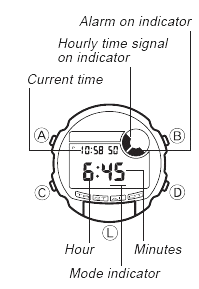 Alarm on indicator
Hourly time signal
on indicator
Current time
A
B
P 10:58 50
6:45
C
D
L
Hour
Minutes
Mode indicator